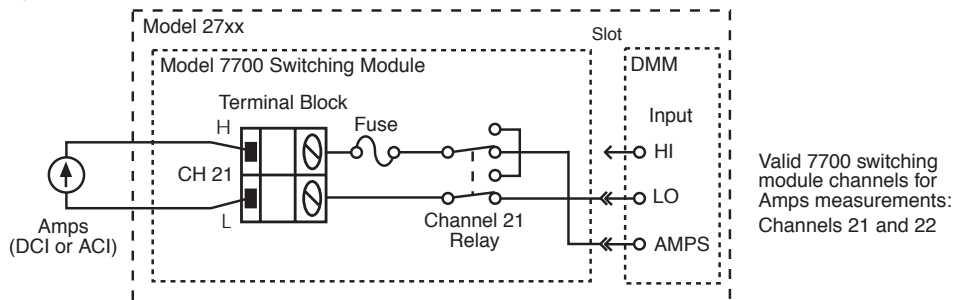 Model 27xx
Slot
Model 7700 Switching Module
DMM
Terminal Block
H
Fuse
Input
HI
CH 21
LO
L
Channel 21
Relay
AMPS
Amps
(DCI or ACI)
Valid 7700 switching
module channels for
Amps measurements:
Channels 21 and 22